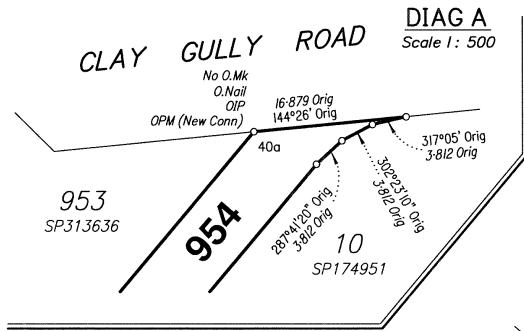 DIAG A
Scale 1: 500
CLAY GULLY ROAD
No O.Mk
O.Nail
OIP
OPM (New Conn)
16·879 Orig
144°26' Orig
40a
317°05' Orig
3·812 Orig
302°23'10" Orig
3·812 Orig
287°41'20" Orig
3·812 Orig
953
SP313636
954
10
SP174951